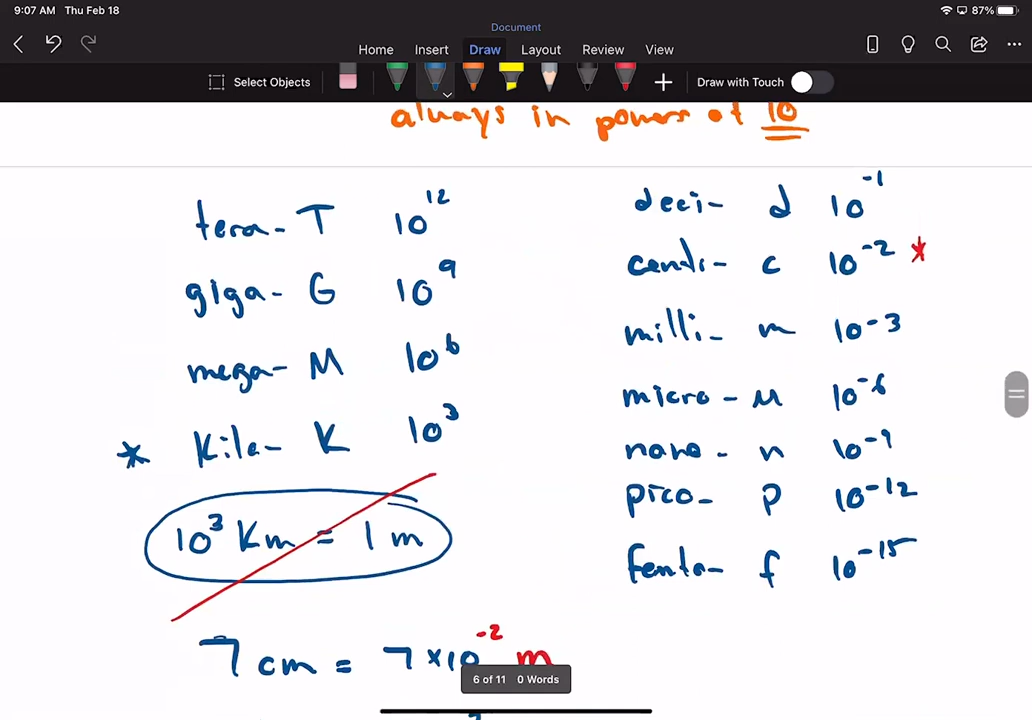 9:07 AM Thu Feb 18
87%
Document
Home Insert Draw Layout Review View
Select Objects
Draw with Touch
always in powers of 10
tera- T 10^12
giga- G 10^9
mega- M 10^6
* Kilo- K 10^3
10^3 Km = 1 m
7 cm = 7 × 10^-2 m
deci- d 10^-1
centi- c 10^-2 *
milli- m 10^-3
micro- μ 10^-6
nano- n 10^-9
pico- p 10^-12
femto- f 10^-15
6 of 11 0 Words